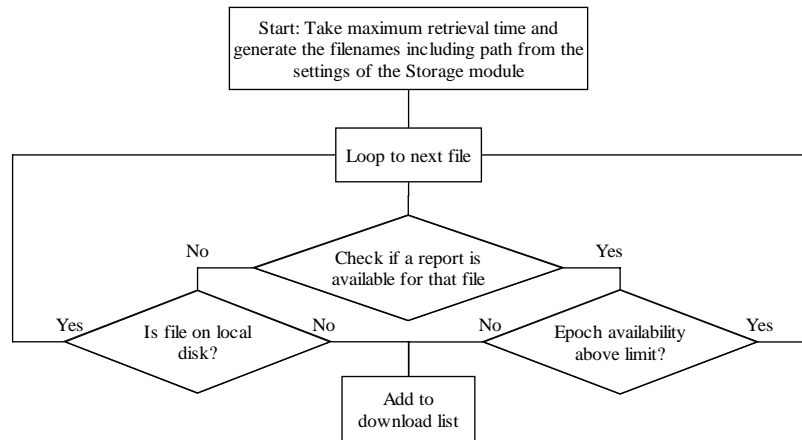 Start: Take maximum retrieval time and
generate the filenames including path from the
settings of the Storage module
Loop to next file
No
Yes
Check if a report is
available for that file
Yes
Is file on local
disk?
No
No
Epoch availability
above limit?
Yes
Add to
download list